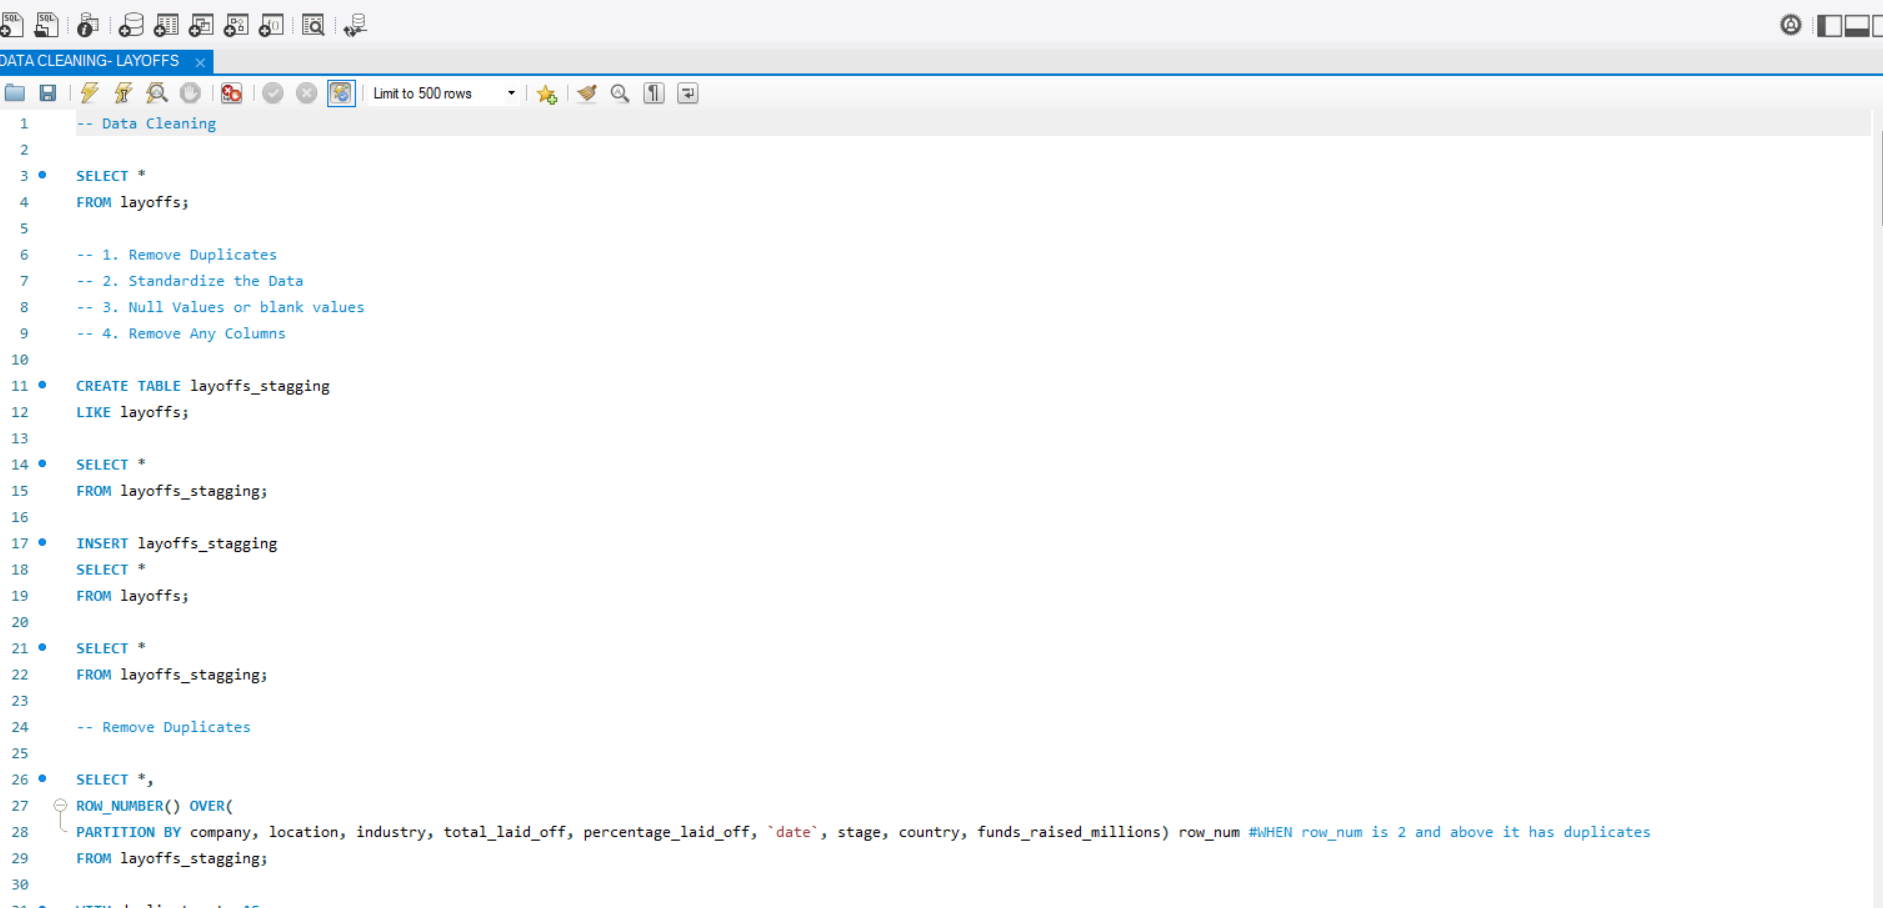 DATA CLEANING- LAYOFFS
Limit to 500 rows
1 -- Data Cleaning
2
3 SELECT *
4 FROM layoffs;
5
6 -- 1. Remove Duplicates
7 -- 2. Standardize the Data
8 -- 3. Null Values or blank values
9 -- 4. Remove Any Columns
10
11 CREATE TABLE layoffs_stagging
12 LIKE layoffs;
13
14 SELECT *
15 FROM layoffs_stagging;
16
17 INSERT layoffs_stagging
18 SELECT *
19 FROM layoffs;
20
21 SELECT *
22 FROM layoffs_stagging;
23
24 -- Remove Duplicates
25
26 SELECT *,
27 ROW_NUMBER() OVER(
28 PARTITION BY company, location, industry, total_laid_off, percentage_laid_off, `date`, stage, country, funds_raised_millions) row_num #WHEN row_num is 2 and above it has duplicates
29 FROM layoffs_stagging;
30